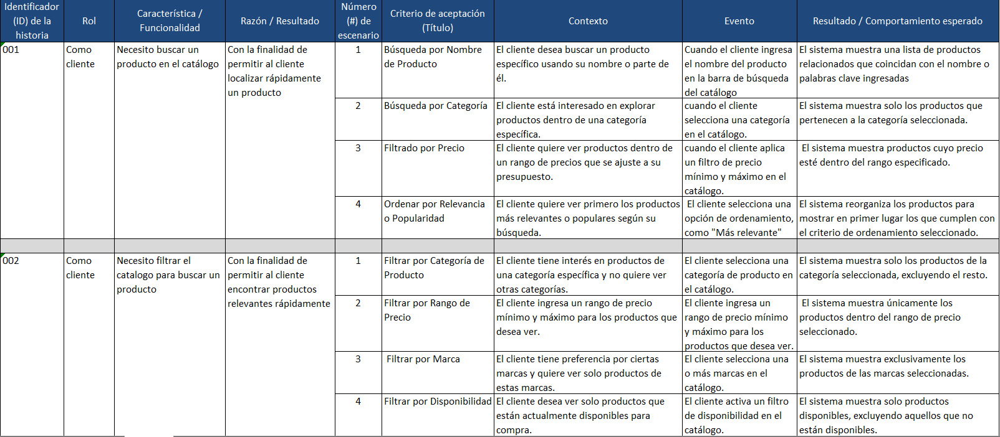 Identificador
(ID) de la
historia
Rol
Característica /
Funcionalidad
Razón / Resultado
Número
(#) de
escenario
Criterio de aceptación
(Título)
Contexto
Evento
Resultado / Comportamiento esperado
001
Como
cliente
Necesito buscar un
producto en el catálogo
Con la finalidad de
permitir al cliente
localizar rápidamente
un producto
1
Búsqueda por Nombre
de Producto
El cliente desea buscar un producto
específico usando su nombre o parte de
él.
Cuando el cliente ingresa
el nombre del producto
en la barra de búsqueda
del catálogo
El sistema muestra una lista de productos
relacionados que coincidan con el nombre o
palabras clave ingresadas
2
Búsqueda por Categoría
El cliente está interesado en explorar
productos dentro de una categoría
específica.
cuando el cliente
selecciona una categoría
en el catálogo.
El sistema muestra solo los productos que
pertenecen a la categoría seleccionada.
3
Filtrado por Precio
El cliente quiere ver productos dentro de
un rango de precios que se ajuste a su
presupuesto.
cuando el cliente aplica
un filtro de precio
mínimo y máximo en el
catálogo.
El sistema muestra productos cuyo precio
esté dentro del rango especificado.
4
Ordenar por Relevancia
o Popularidad
El cliente quiere ver primero los productos
más relevantes o populares según su
búsqueda.
El cliente selecciona una
opción de ordenamiento,
como "Más relevante"
El sistema reorganiza los productos para
mostrar en primer lugar los que cumplen con
el criterio de ordenamiento seleccionado.
002
Como
cliente
Necesito filtrar el
catalogo para buscar un
producto
Con la finalidad de
permitir al cliente
encontrar productos
relevantes rápidamente
1
Filtrar por Categoría de
Producto
El cliente tiene interés en productos de
una categoría específica y no quiere ver
otras categorías.
El cliente selecciona una
categoría de producto en
el catálogo.
El sistema muestra solo los productos de la
categoría seleccionada, excluyendo el resto.
2
Filtrar por Rango de
Precio
El cliente ingresa un rango de precio
mínimo y máximo para los productos que
desea ver.
El cliente ingresa un
rango de precio mínimo
y máximo para los
productos que desea ver.
El sistema muestra únicamente los
productos dentro del rango de precio
seleccionado.
3
Filtrar por Marca
El cliente tiene preferencia por ciertas
marcas y quiere ver solo productos de
estas marcas.
El cliente selecciona una
o más marcas en el
catálogo.
El sistema muestra exclusivamente los
productos de las marcas seleccionadas.
4
Filtrar por Disponibilidad
El cliente desea ver solo productos que
están actualmente disponibles para
compra.
El cliente activa un filtro
de disponibilidad en el
catálogo.
El sistema muestra solo productos
disponibles, excluyendo aquellos que no
están disponibles.